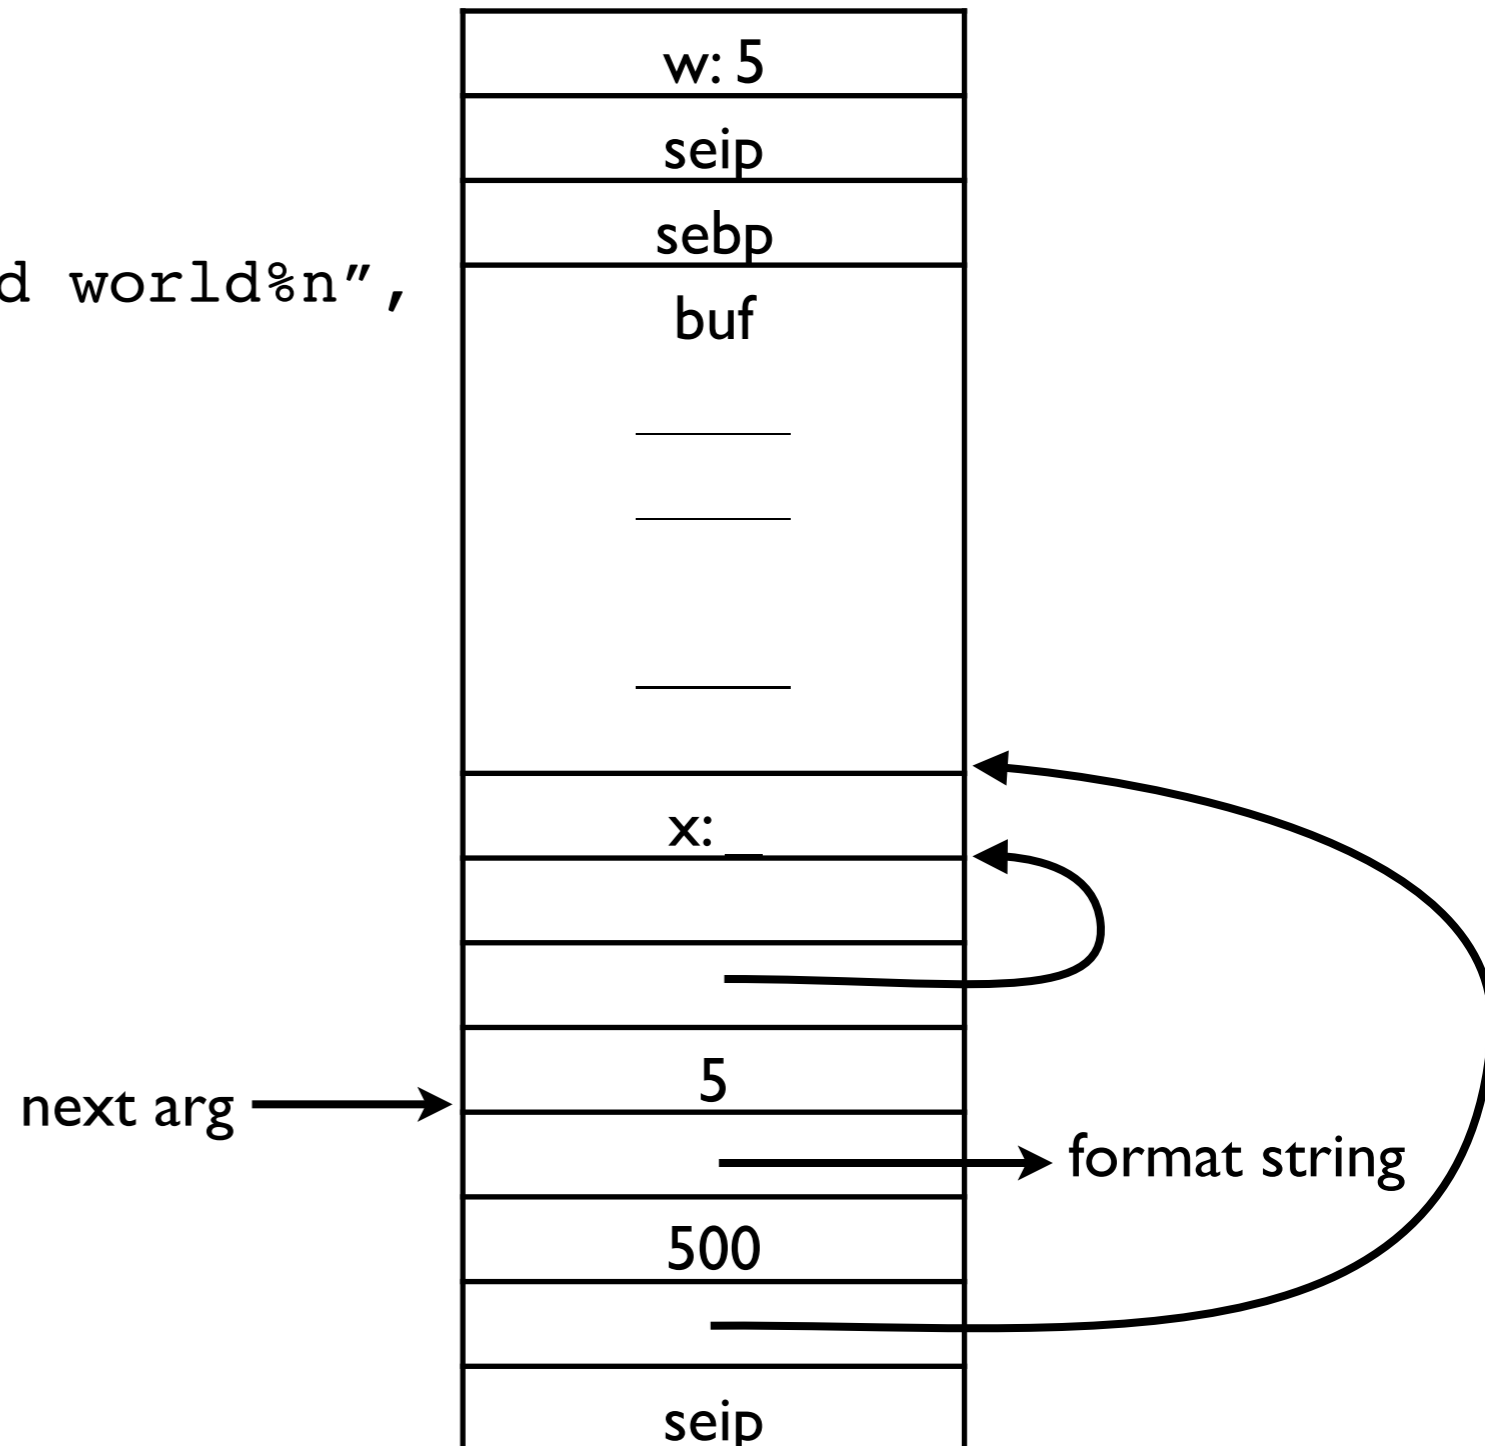 w: 5
seip
sebp
d world%n”,
buf
x: _
5
next arg
format string
500
seip